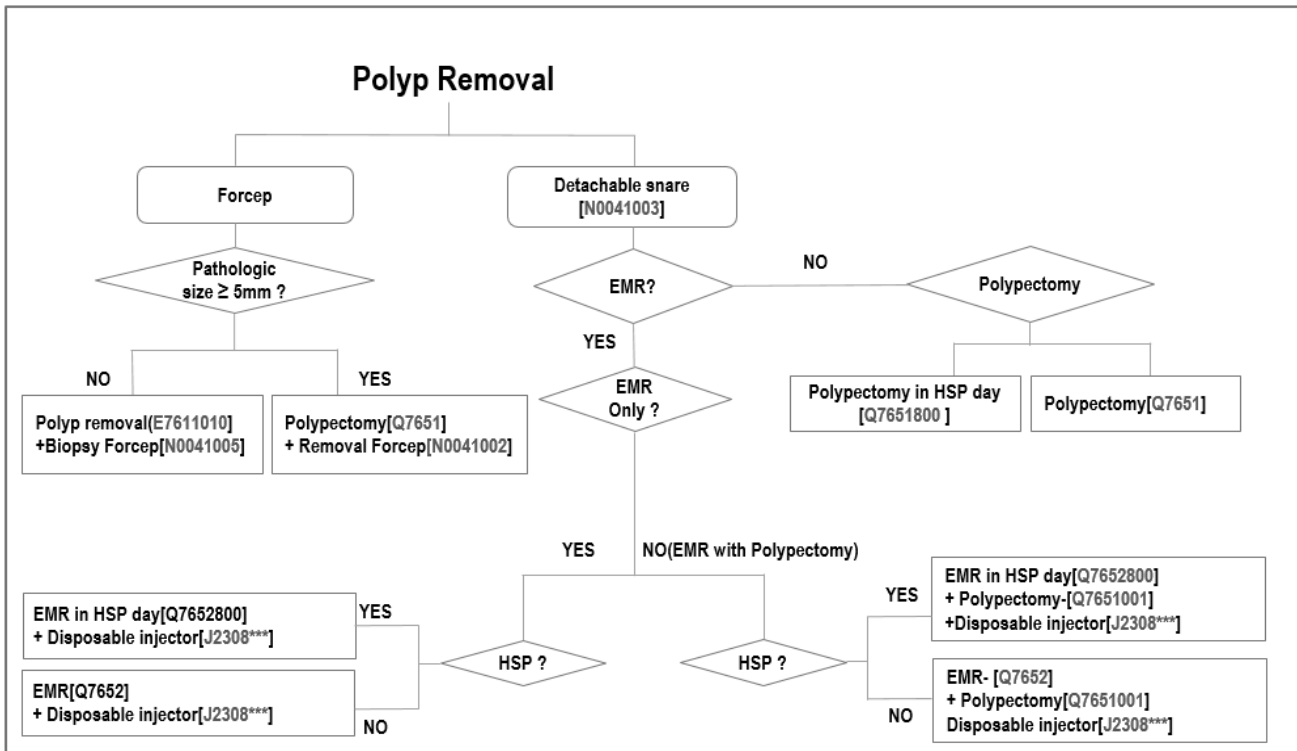 Polyp Removal
Forcep
Detachable snare
[N0041003]
Pathologic
size ≥ 5mm ?
EMR?
NO
Polypectomy
YES
NO
YES
EMR
Only ?
Polypectomy in HSP day
[Q7651800 ]
Polypectomy[Q7651]
Polyp removal(E7611010]
+Biopsy Forcep[N0041005]
Polypectomy[Q7651]
+ Removal Forcep[N0041002]
YES
NO(EMR with Polypectomy)
EMR in HSP day[Q7652800]
+ Disposable injector[J2308***]
YES
HSP ?
EMR[Q7652]
+ Disposable injector[J2308***]
NO
HSP ?
YES
EMR in HSP day[Q7652800]
+ Polypectomy-[Q7651001]
+Disposable injector[J2308***]
NO
EMR- [Q7652]
+ Polypectomy[Q7651001]
Disposable injector[J2308***]